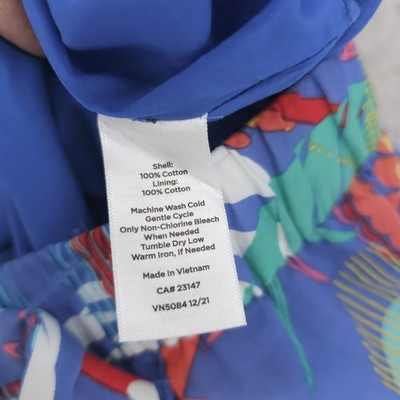 Shell:
100% Cotton
Lining:
100% Cotton
Machine Wash Cold
Gentle Cycle
Only Non-Chlorine Bleach
When Needed
Tumble Dry Low
Warm Iron, If Needed
Made in Vietnam
CA# 23147
VN5084 12/21